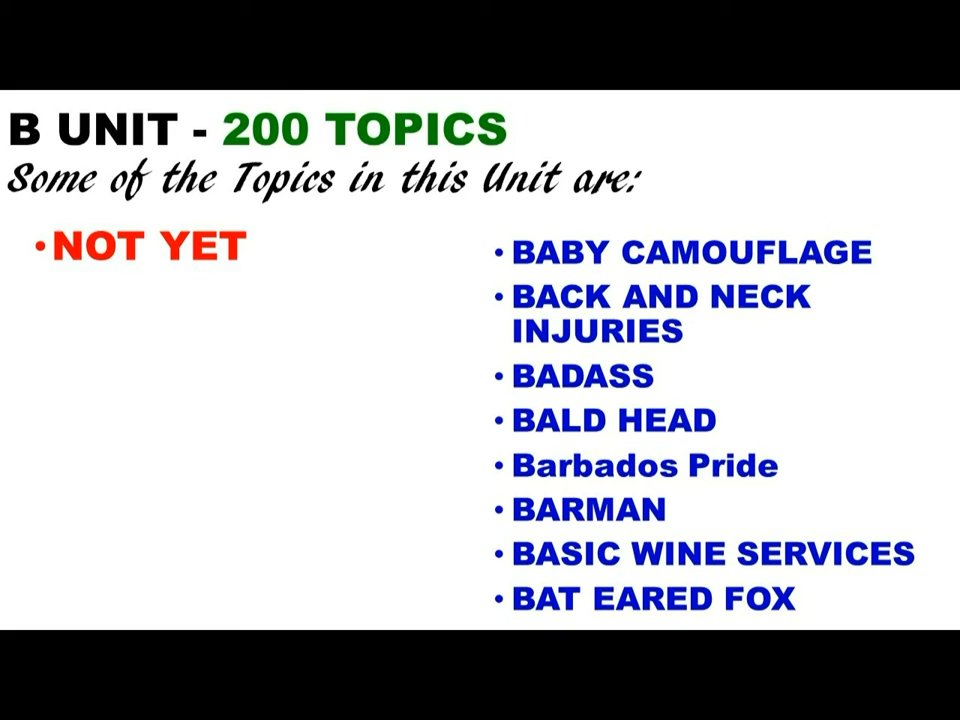 B UNIT - 200 TOPICS
Some of the Topics in this Unit are:
•NOT YET
•BABY CAMOUFLAGE
•BACK AND NECK
INJURIES
•BADASS
•BALD HEAD
•Barbados Pride
•BARMAN
•BASIC WINE SERVICES
•BAT EARED FOX